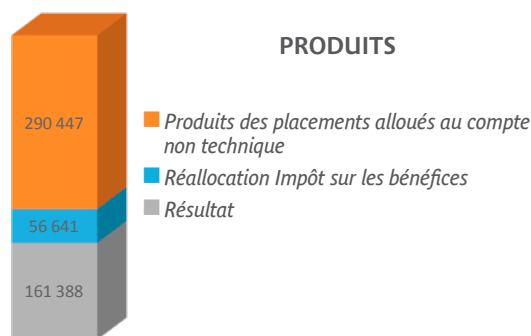 PRODUITS
290 447
Produits des placements alloués au compte
non technique
Réallocation Impôt sur les bénéfices
56 641
Résultat
161 388